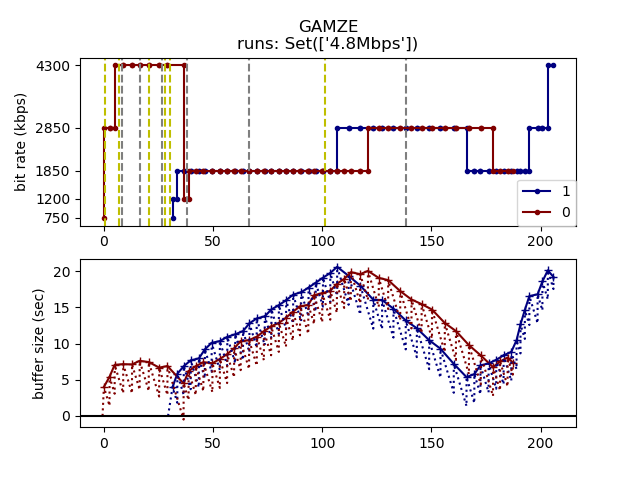 GAMZE
runs: Set(['4.8Mbps'])
bit rate (kbps)
4300
2850
1850
1200
750
1
0
0 50 100 150 200
buffer size (sec)
20
15
10
5
0
0 50 100 150 200